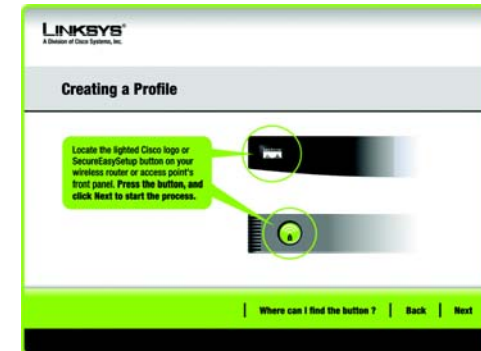 LINKSYS®
A Division of Cisco Systems, Inc.
Creating a Profile
Locate the lighted Cisco logo or
SecureEasySetup button on your
wireless router or access point's
front panel. Press the button, and
click Next to start the process.
Where can I find the button ? | Back | Next